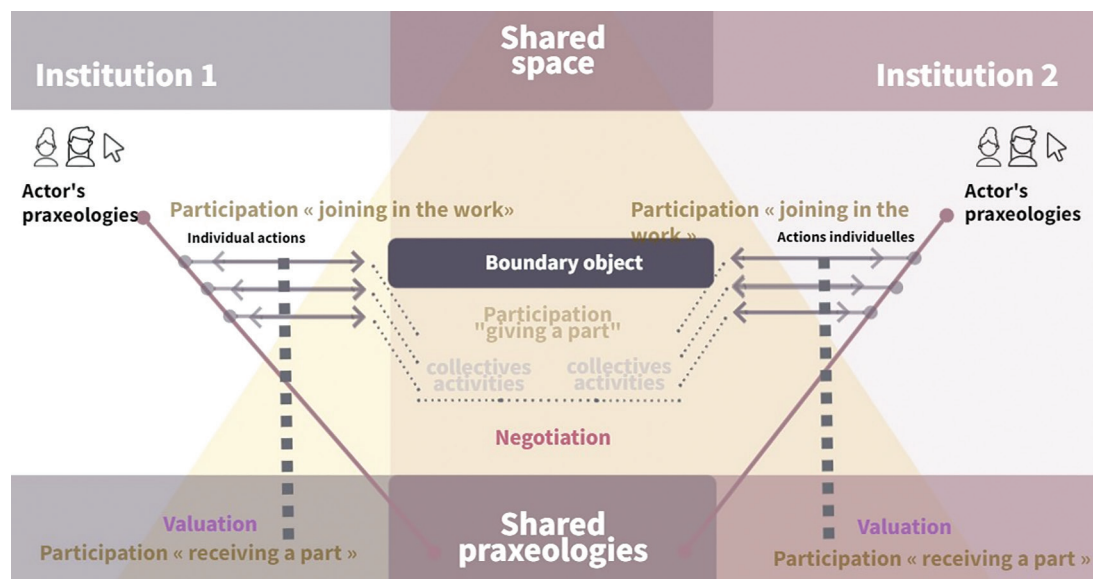 Shared
space
Institution 1
Institution 2
Actor's
praxeologies
Actor's
praxeologies
Participation « joining in the work»
Participation « joining in the
work »
Individual actions
Actions individuelles
Boundary object
Participation
"giving a part"
collectives
activities
collectives
activities
Negotiation
Valuation
Participation « receiving a part »
Shared
praxeologies
Valuation
Participation « receiving a part »